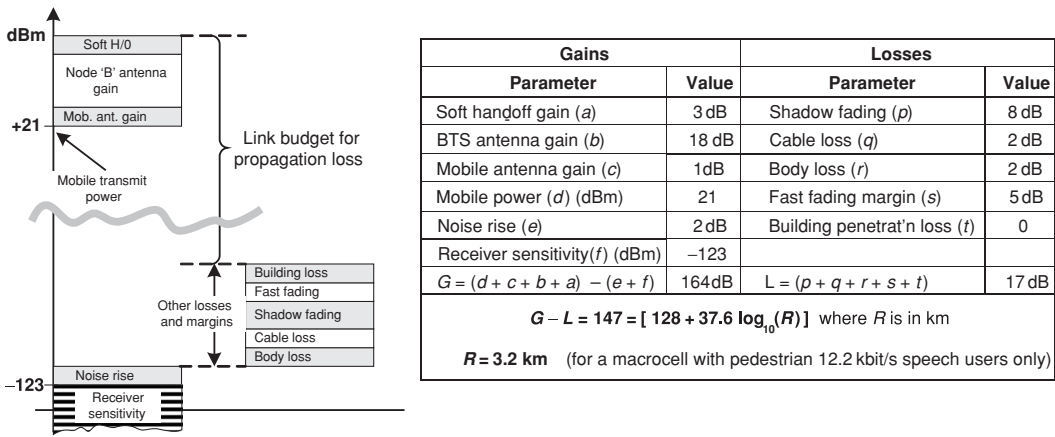 dBm
Soft H/0
Node ‘B’ antenna
gain
Mob. ant. gain
+21
Mobile transmit
power
Link budget for
propagation loss
Other losses
and margins
Building loss
Fast fading
Shadow fading
Cable loss
Body loss
Noise rise
−123
Receiver
sensitivity
Gains Losses
Parameter Value Parameter Value
Soft handoff gain (a) 3 dB Shadow fading (p) 8 dB
BTS antenna gain (b) 18 dB Cable loss (q) 2 dB
Mobile antenna gain (c) 1dB Body loss (r) 2 dB
Mobile power (d) (dBm) 21 Fast fading margin (s) 5 dB
Noise rise (e) 2 dB Building penetrat’n loss (t) 0
Receiver sensitivity(f) (dBm) −123
G = (d + c + b + a) − (e + f) 164dB L = (p + q + r + s + t) 17 dB
G – L = 147 = [ 128 + 37.6 log10(R) ] where R is in km
R = 3.2 km (for a macrocell with pedestrian 12.2 kbit/s speech users only)